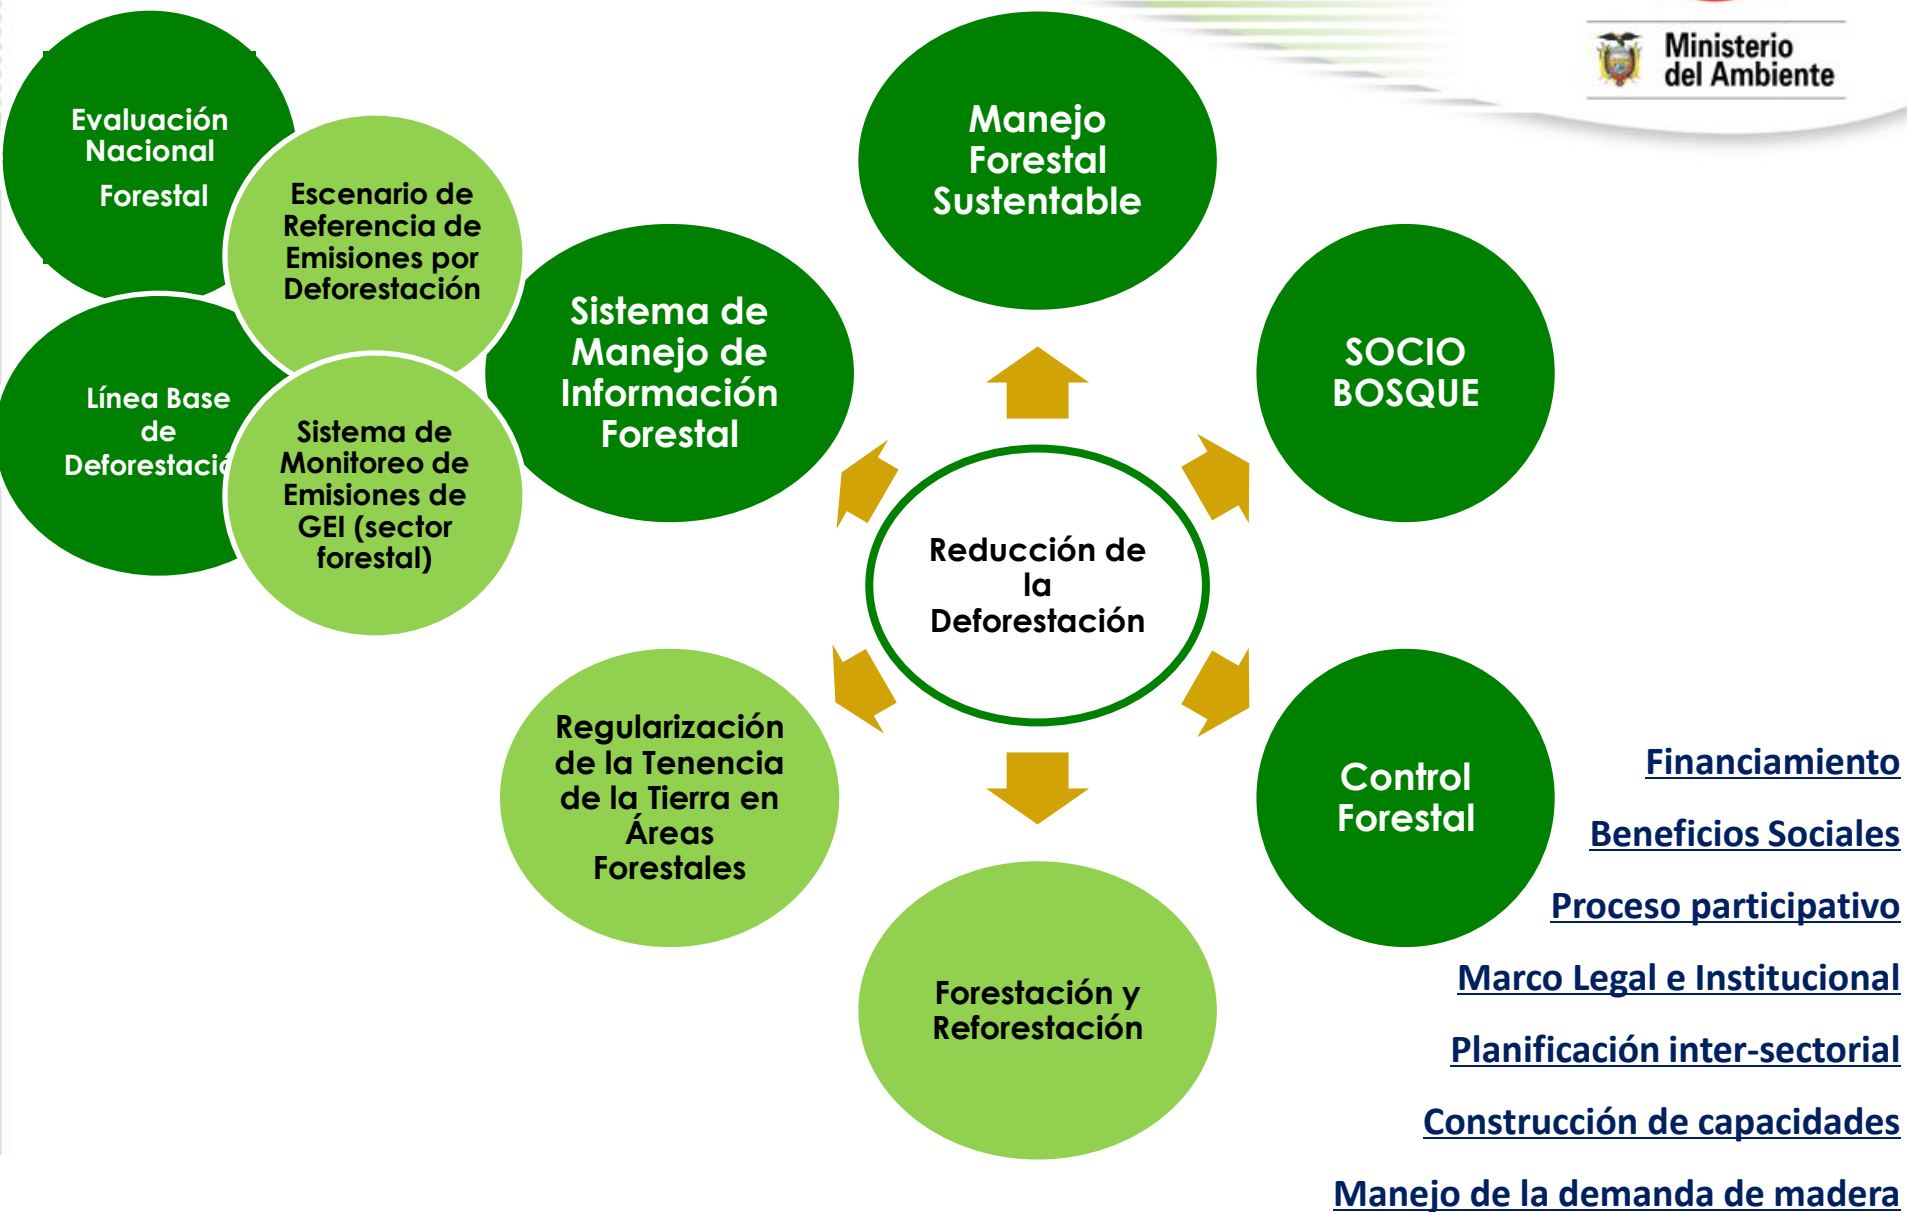 Ministerio
del Ambiente
Evaluación
Nacional
Forestal
Escenario de
Referencia de
Emisiones por
Deforestación
Línea Base
de
Sistema de
Monitoreo de
Emisiones de
GEI (sector
forestal)
Sistema de
Manejo de
Información
Forestal
Manejo
Forestal
Sustentable
SOCIO
BOSQUE
Reducción de
la
Deforestación
Regularización
de la Tenencia
de la Tierra en
Áreas
Forestales
Forestación y
Reforestación
Control
Forestal
Financiamiento
Beneficios Sociales
Proceso participativo
Marco Legal e Institucional
Planificación inter-sectorial
Construcción de capacidades
Manejo de la demanda de madera